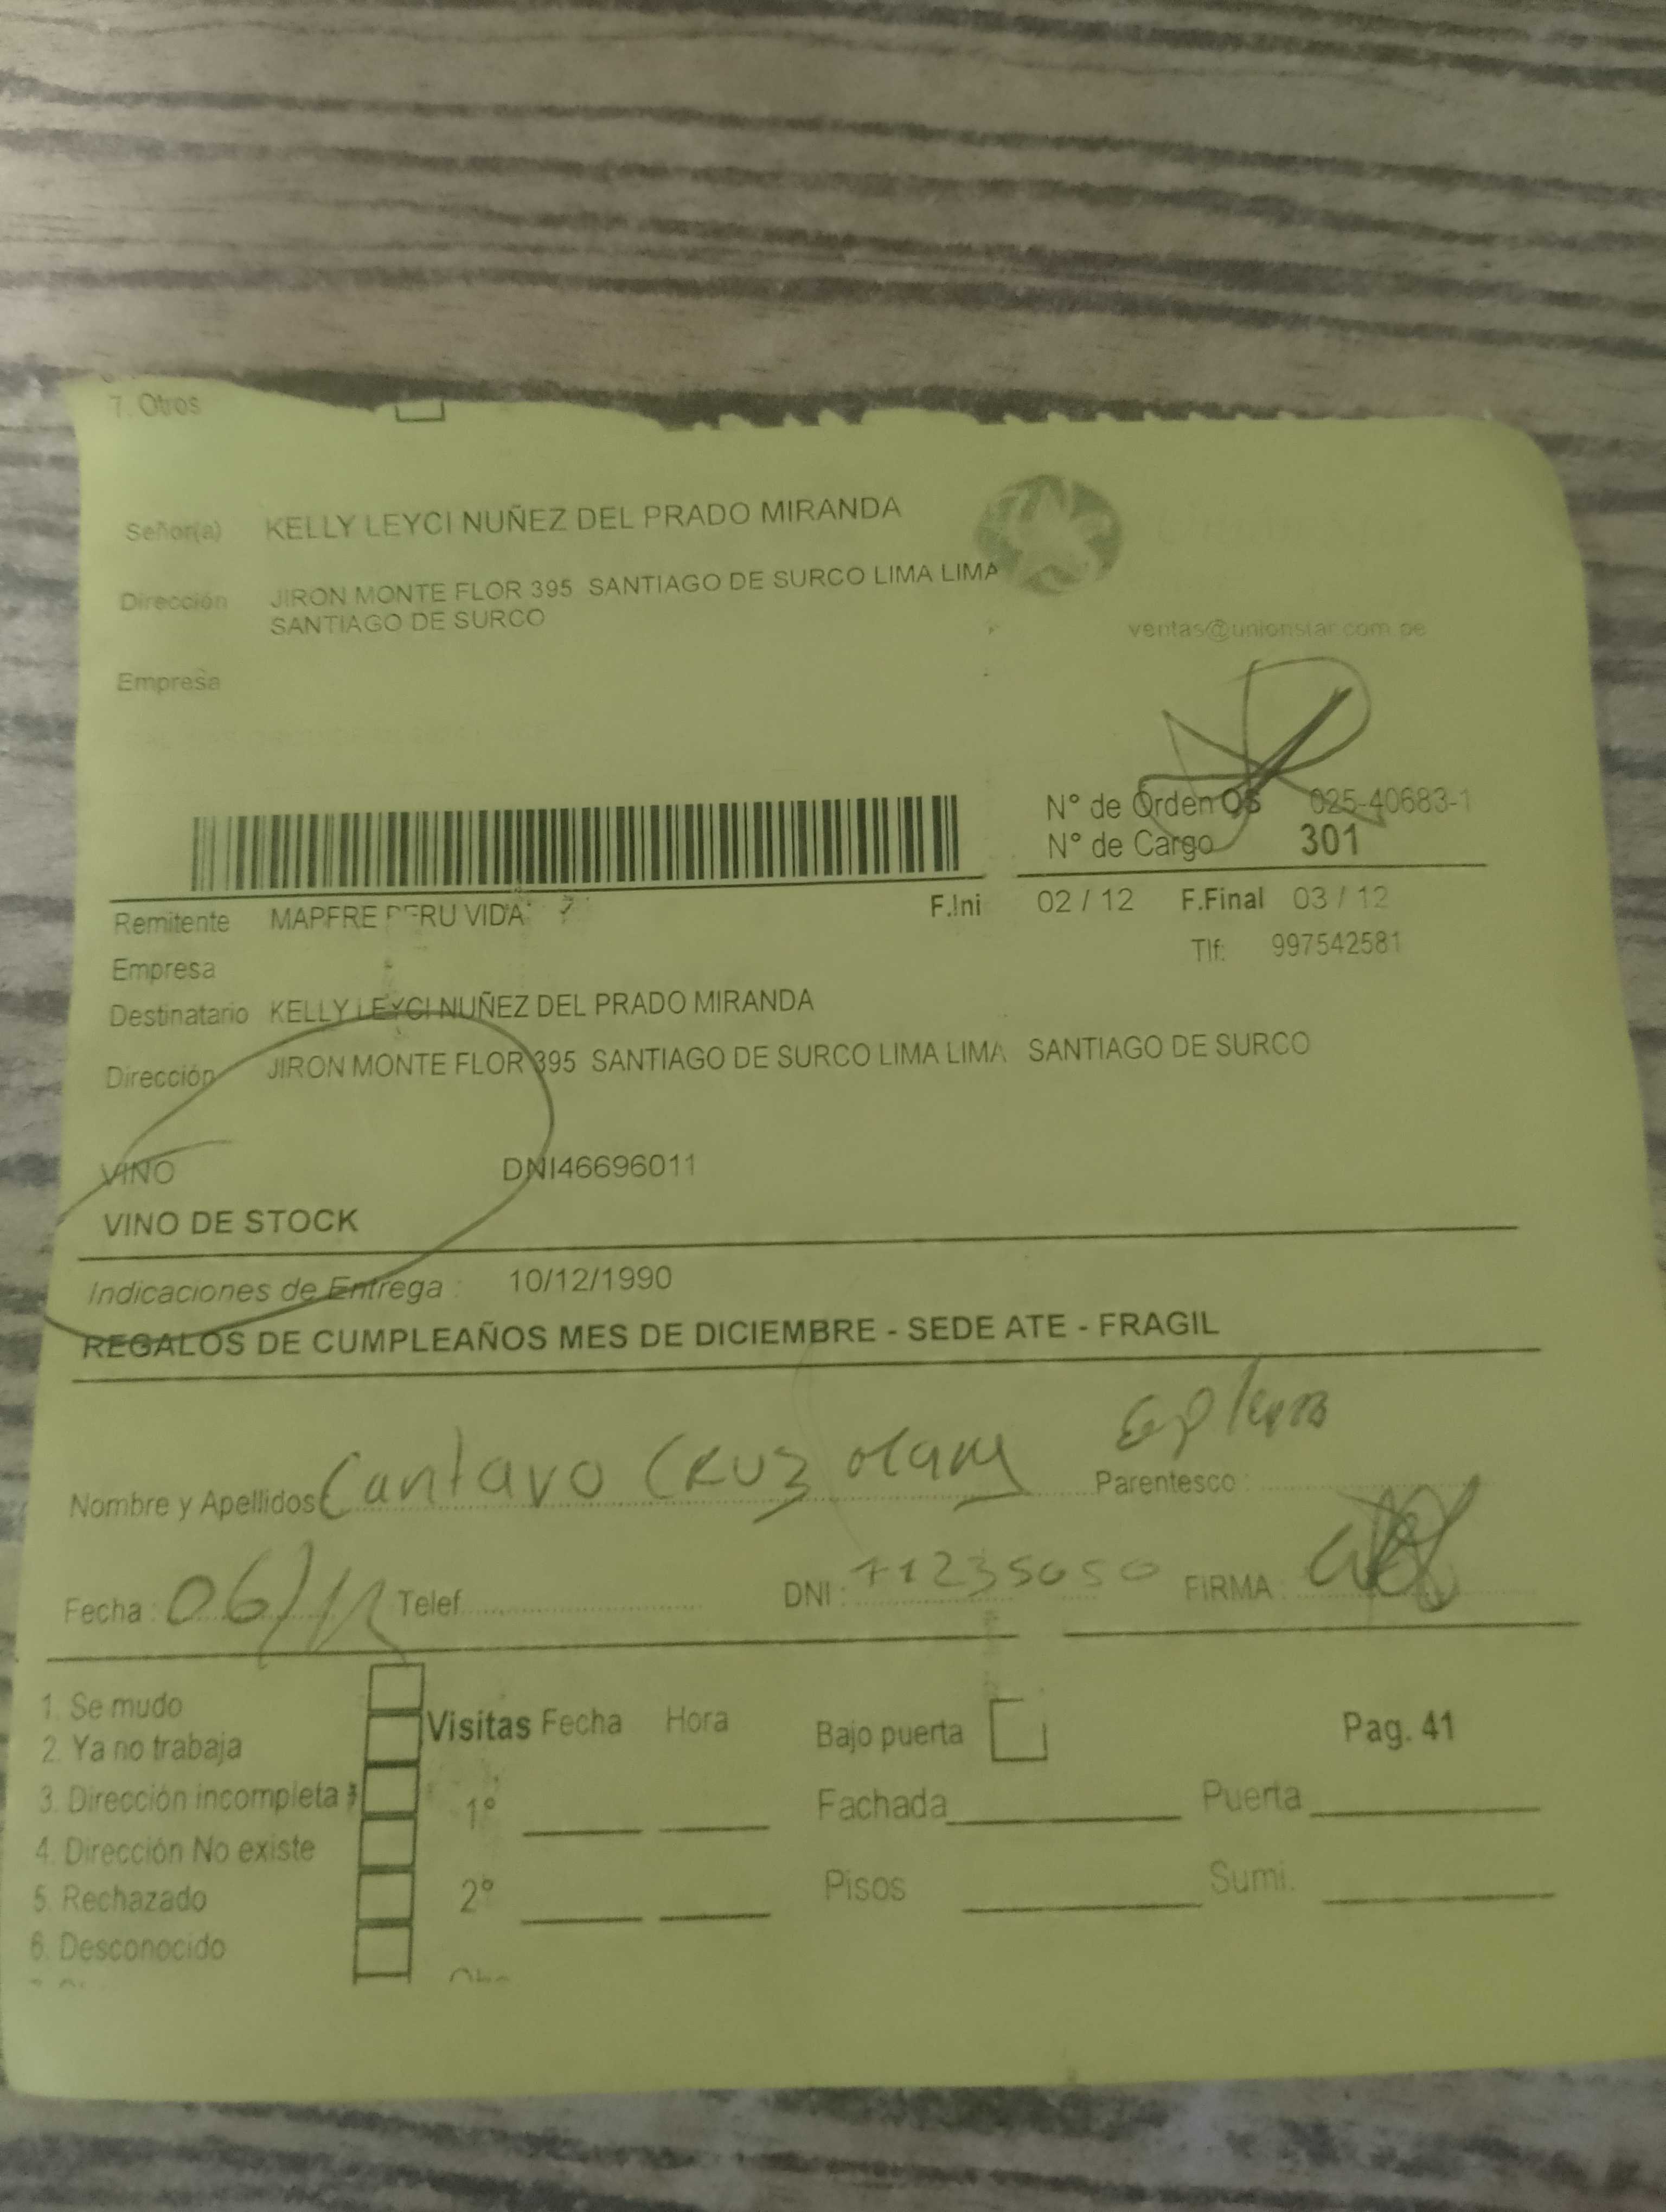 7. Otros
Señor(a) KELLY LEYCI NUÑEZ DEL PRADO MIRANDA
Dirección JIRON MONTE FLOR 395 SANTIAGO DE SURCO LIMA LIMA
SANTIAGO DE SURCO
ventas@unionstar.com.pe
Empresa
N° de Orden OS 025-40683-1
N° de Cargo 301
Remitente MAPFRE PERU VIDA F.Ini 02 / 12 F.Final 03 / 12
Tlf: 997542581
Empresa
Destinatario KELLY LEYCI NUÑEZ DEL PRADO MIRANDA
Dirección JIRON MONTE FLOR 395 SANTIAGO DE SURCO LIMA LIMA SANTIAGO DE SURCO
VINO DNI46696011
VINO DE STOCK
Indicaciones de Entrega : 10/12/1990
REGALOS DE CUMPLEAÑOS MES DE DICIEMBRE - SEDE ATE - FRAGIL
Nombre y Apellidos Cantavo CRUZ Parentesco :
Fecha : 06/12 Telef. DNI : FIRMA :
1. Se mudo
2. Ya no trabaja
3. Dirección incompleta
4. Dirección No existe
5. Rechazado
6. Desconocido
Visitas Fecha Hora
1°
2°
Bajo puerta Pag. 41
Fachada Puerta
Pisos Sumi.